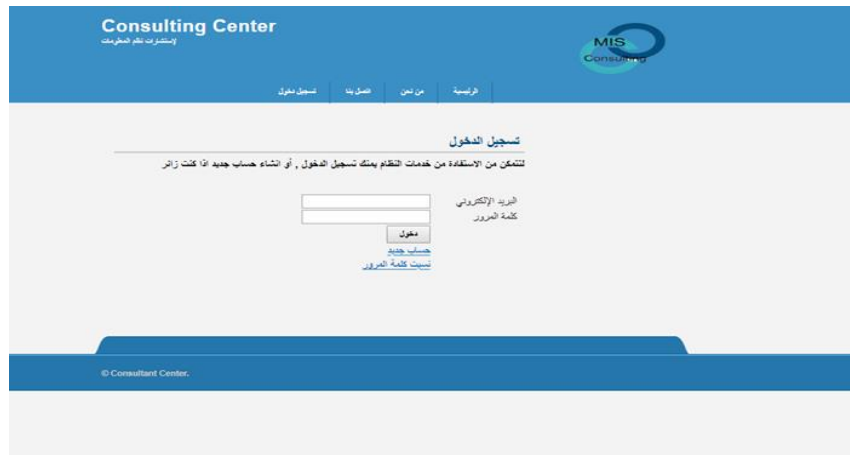 Consulting Center
لإستشارات نظم المعلومات
MIS
Consulting
الرئيسية من نحن اتصل بنا تسجيل دخول
تسجيل الدخول
لتتمكن من الاستفادة من خدمات النظام يمنك تسجيل الدخول , أو انشاء حساب جديد اذا كنت زائر
البريد الإلكتروني
كلمة المرور
دخول
حساب جديد
نسيت كلمة المرور
© Consultant Center.